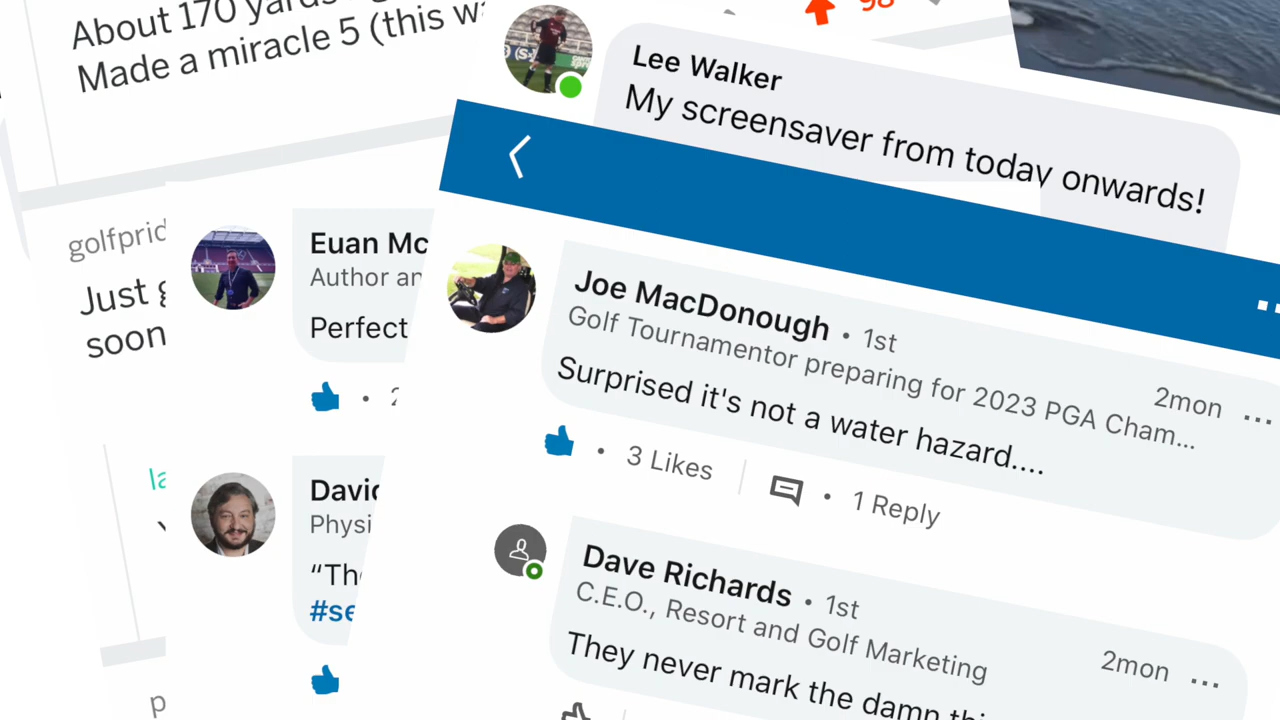 About 170 yards
Made a miracle 5 (this
98
Lee Walker
My screensaver from today onwards!
golfprid
Just
soon
Euan Mc
Author an
Perfect
David
Physi
“Th
#se
Joe MacDonough • 1st
Golf Tournamentor preparing for 2023 PGA Cham...
2mon ...
Surprised it's not a water hazard....
3 Likes
1 Reply
Dave Richards • 1st
C.E.O., Resort and Golf Marketing
2mon ...
They never mark the damn